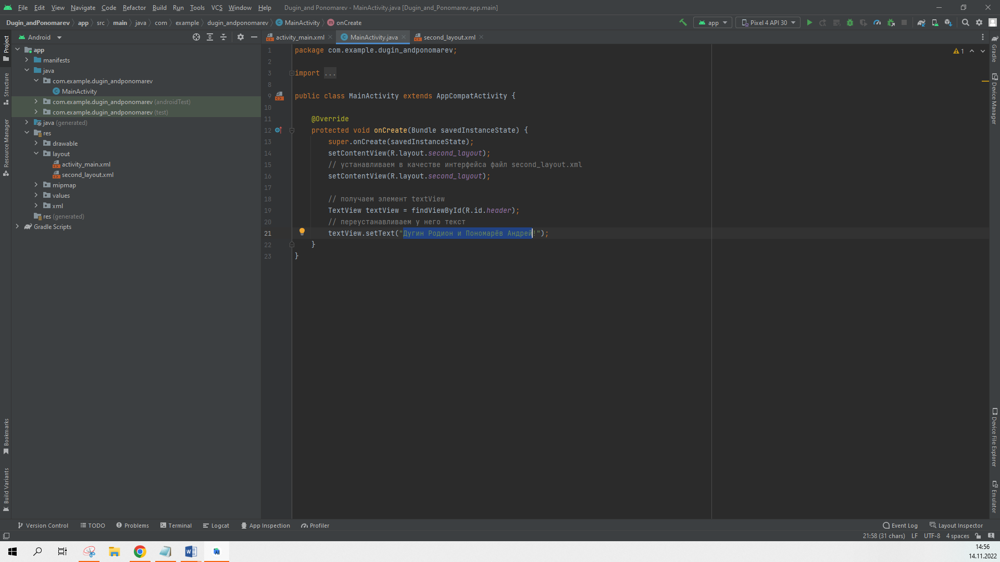 File Edit View Navigate Code Refactor Build Run Tools VCS Window Help Dugin_and Ponomarev - MainActivity.java [Dugin_and_Ponomarev.app.main]
Dugin_andPonomarev app src main java com example dugin_andponomarev MainActivity onCreate app Pixel 4 API 30
Android
activity_main.xml MainActivity.java second_layout.xml
Project
Structure
Resource Manager
Bookmarks
Build Variants
app
manifests
java
com.example.dugin_andponomarev
MainActivity
com.example.dugin_andponomarev (androidTest)
com.example.dugin_andponomarev (test)
java (generated)
res
drawable
layout
activity_main.xml
second_layout.xml
mipmap
values
xml
res (generated)
Gradle Scripts
1 package com.example.dugin_andponomarev;
2
3 import ...
8
9 public class MainActivity extends AppCompatActivity {
10
11 @Override
12 protected void onCreate(Bundle savedInstanceState) {
13 super.onCreate(savedInstanceState);
14 setContentView(R.layout.second_layout);
15 // устанавливаем в качестве интерфейса файл second_layout.xml
16 setContentView(R.layout.second_layout);
17
18 // получаем элемент textView
19 TextView textView = findViewById(R.id.header);
20 // переустанавливаем у него текст
21 textView.setText("Дугин Родион и Пономарёв Андрей!");
22 }
23 }
1
Gradle
Device Manager
Device File Explorer
Emulator
Version Control TODO Problems Terminal Logcat App Inspection Profiler Event Log Layout Inspector
21:58 (31 chars) LF UTF-8 4 spaces
14:56
14.11.2022